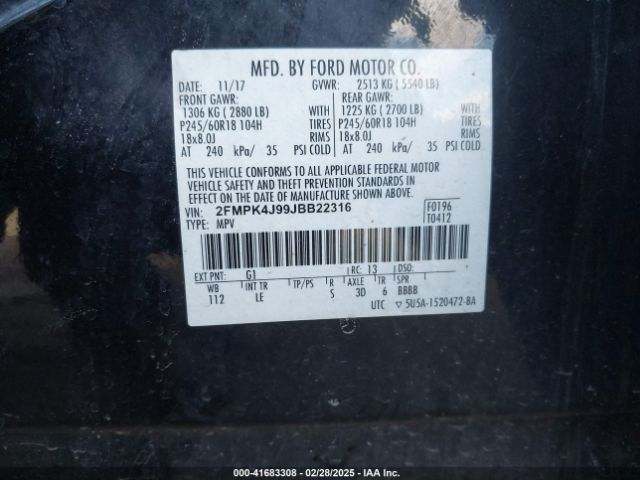 MFD. BY FORD MOTOR CO.
DATE: 11/17 GVWR: 2513 KG ( 5540 LB)
FRONT GAWR: REAR GAWR:
1306 KG ( 2880 LB) WITH 1225 KG ( 2700 LB) WITH
P245/60R18 104H TIRES P245/60R18 104H TIRES
18x8.0J RIMS 18x8.0J RIMS
AT 240 kPa/ 35 PSI COLD AT 240 kPa/ 35 PSI COLD
THIS VEHICLE CONFORMS TO ALL APPLICABLE FEDERAL MOTOR
VEHICLE SAFETY AND THEFT PREVENTION STANDARDS IN
EFFECT ON THE DATE OF MANUFACTURE SHOWN ABOVE.
VIN: 2FMPK4J99JBB22316 F0196
TYPE: MPV T0412
EXT PNT: G1 RC: 13 DSO:
WB INT TR TP/PS R AXLE TR SPR
112 LE S 3D 6 BBBB
UTC ▽ 5U5A-1520472-BA
000-41683308 - 02/28/2025 - IAA Inc.